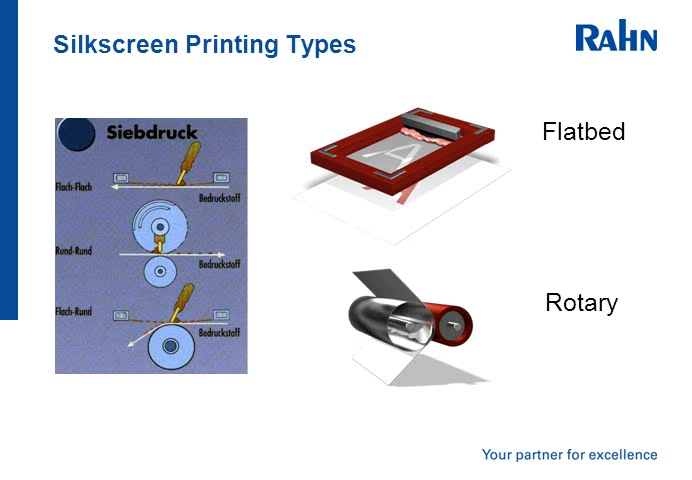 Silkscreen Printing Types
RAHN
Siebdruck
Flach-Flach
Bedruckstoff
Rund-Rund
Bedruckstoff
Flach-Rund
Bedruckstoff
A
Flatbed
Rotary
Your partner for excellence